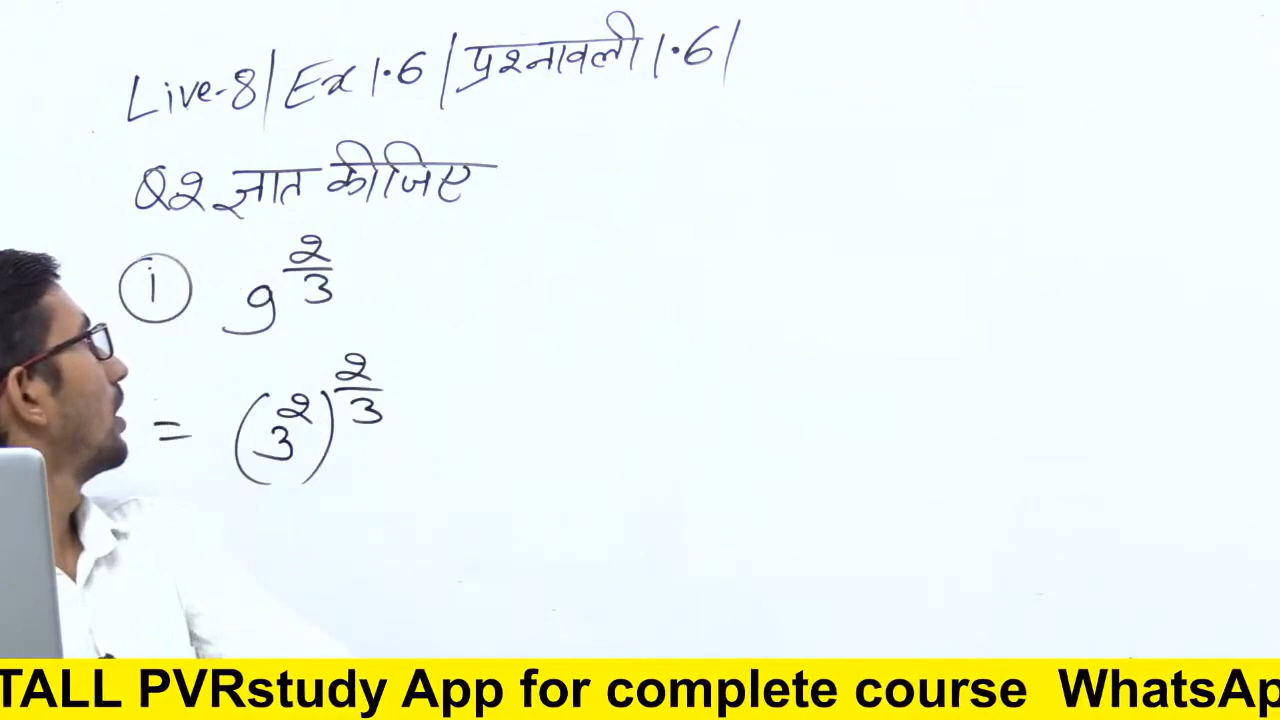 Live-8| Ex 1.6 | प्रश्नावली 1.6|
Q२ ज्ञात कीजिए
(i) 9^(2/3)
= (3^2)^(2/3)
TALL PVRstudy App for complete course WhatsAp